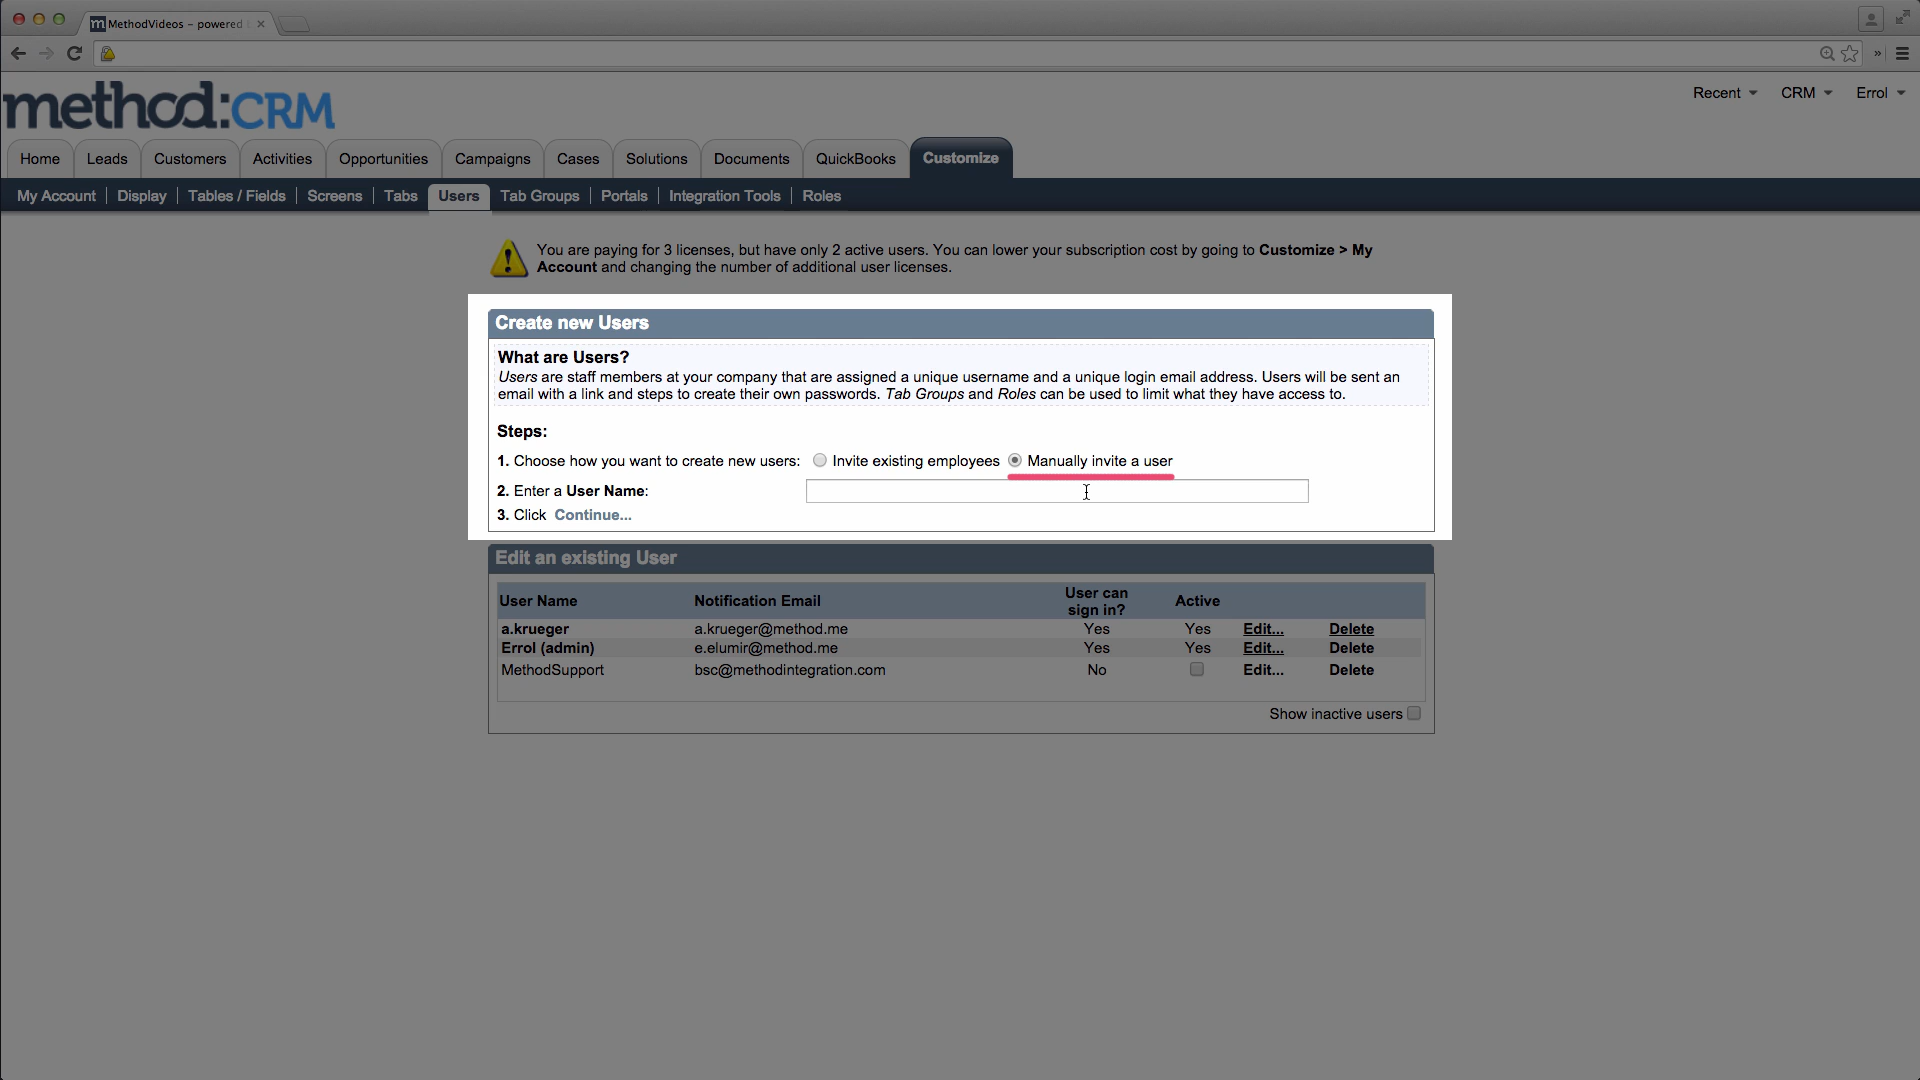 MethodVideos - powered
method:CRM
Recent CRM Errol
Home Leads Customers Activities Opportunities Campaigns Cases Solutions Documents QuickBooks Customize
My Account Display Tables / Fields Screens Tabs Users Tab Groups Portals Integration Tools Roles
You are paying for 3 licenses, but have only 2 active users. You can lower your subscription cost by going to Customize > My
Account and changing the number of additional user licenses.
Create new Users
What are Users?
Users are staff members at your company that are assigned a unique username and a unique login email address. Users will be sent an
email with a link and steps to create their own passwords. Tab Groups and Roles can be used to limit what they have access to.
Steps:
1. Choose how you want to create new users: Invite existing employees Manually invite a user
2. Enter a User Name:
3. Click Continue...
Edit an existing User
User Name Notification Email User can Active
sign in?
a.krueger a.krueger@method.me Yes Yes Edit... Delete
Errol (admin) e.elumir@method.me Yes Yes Edit... Delete
MethodSupport bsc@methodintegration.com No Edit... Delete
Show inactive users